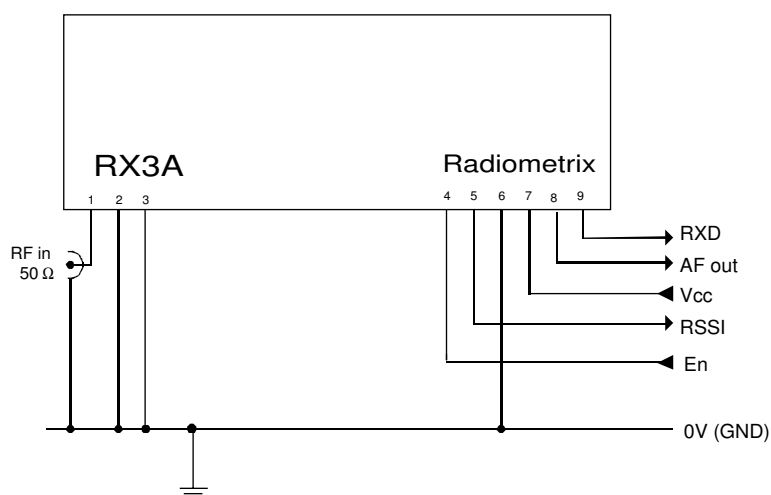 RX3A
Radiometrix
1 2 3 4 5 6 7 8 9
RF in
50 Ω
RXD
AF out
Vcc
RSSI
En
0V (GND)